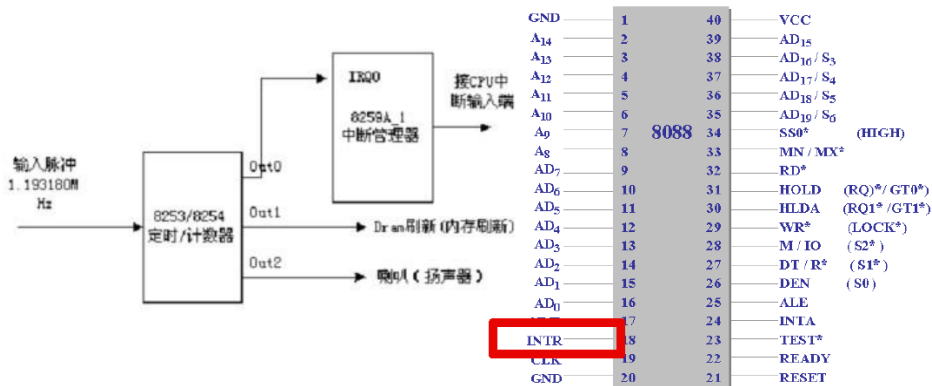 输入脉冲
1.193180M
Hz
8253/8254
定时/计数器
Out0
Out1
Out2
IRQ0
8259A_1
中断管理器
接CPU中
断输入端
Dram刷新(内存刷新)
喇叭(扬声器)
8088
GND 1 40 VCC
A14 2 39 AD15
A13 3 38 AD16/S3
A12 4 37 AD17/S4
A11 5 36 AD18/S5
A10 6 35 AD19/S6
A9 7 34 SS0* (HIGH)
A8 8 33 MN/MX*
AD7 9 32 RD*
AD6 10 31 HOLD (RQ)*/GT0*)
AD5 11 30 HLDA (RQ1*/GT1*)
AD4 12 29 WR* (LOCK*)
AD3 13 28 M/IO (S2*)
AD2 14 27 DT/R* (S1*)
AD1 15 26 DEN (S0)
AD0 16 25 ALE
17 24 INTA
INTR 18 23 TEST*
CLK 19 22 READY
GND 20 21 RESET